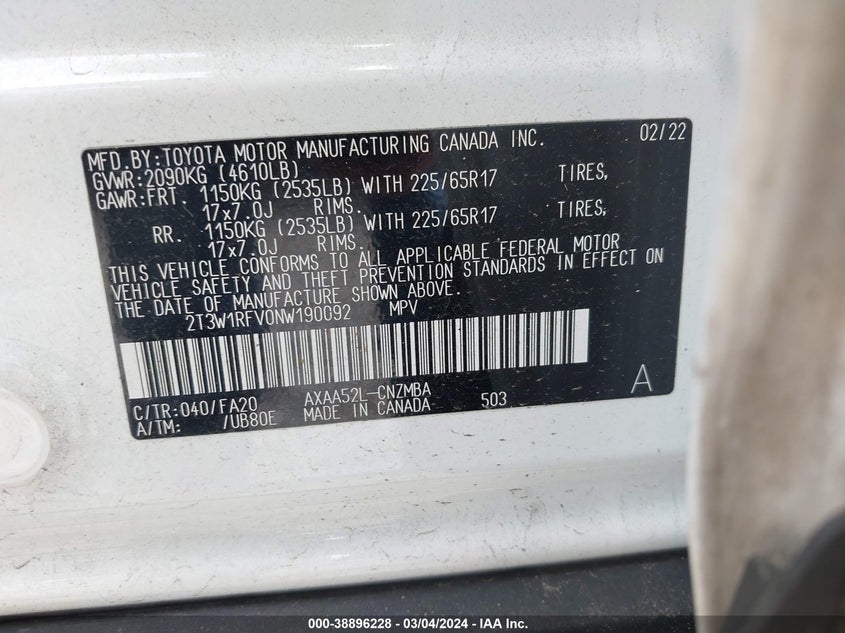 MFD.BY:TOYOTA MOTOR MANUFACTURING CANADA INC. 02/22
GVWR:2090KG (4610LB)
GAWR:FRT. 1150KG (2535LB) WITH 225/65R17 TIRES,
17x7.0J RIMS.
RR. 1150KG (2535LB) WITH 225/65R17 TIRES,
17x7.0J RIMS.
THIS VEHICLE CONFORMS TO ALL APPLICABLE FEDERAL MOTOR
VEHICLE SAFETY AND THEFT PREVENTION STANDARDS IN EFFECT ON
THE DATE OF MANUFACTURE SHOWN ABOVE.
2T3W1RFV0NW190092 MPV
C/TR:040/FA20 AXAA52L-CNZMBA A
A/TM: /UB80E MADE IN CANADA 503
000-38896228 - 03/04/2024 - IAA Inc.